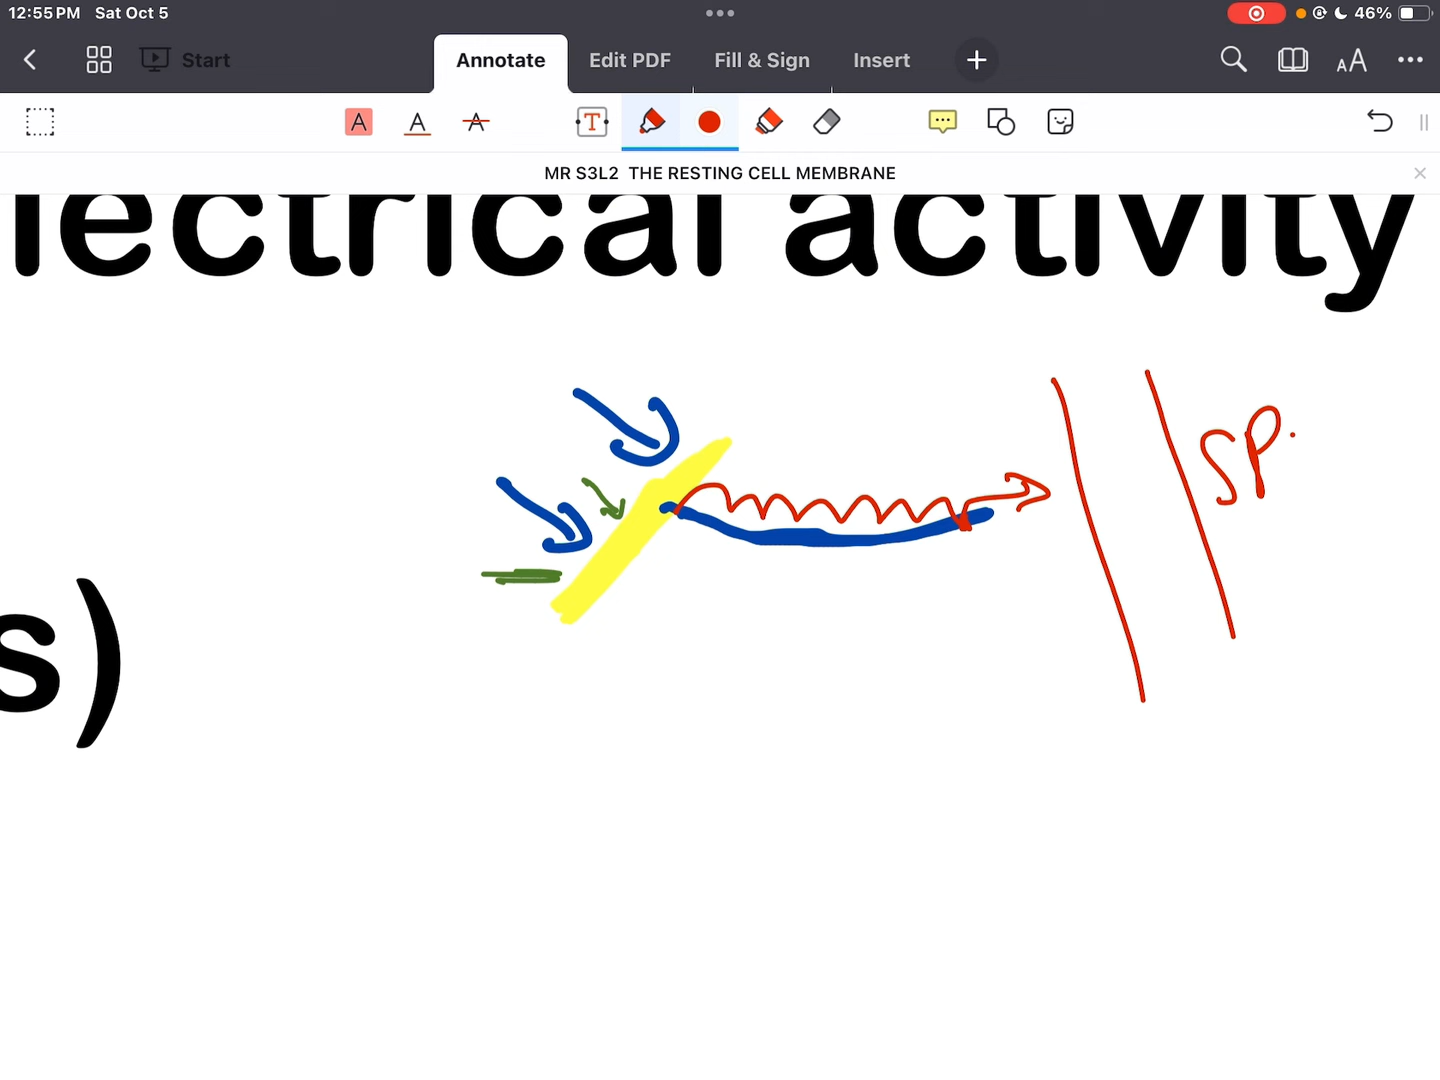 12:55 PM Sat Oct 5
46%
Start
Annotate
Edit PDF
Fill & Sign
Insert
A A A T AA
MR S3L2 THE RESTING CELL MEMBRANE
lectrical activity
SP.
s)